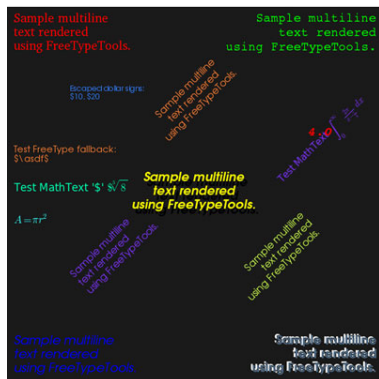 Sample multiline
text rendered
using FreeTypeTools.
Sample multiline
text rendered
using FreeTypeTools.
Escaped dollar signs:
$10, $20
Sample multiline
text rendered
using FreeTypeTools.
Test FreeType fallback:
$\asdf$
Test MathText
Test MathText '$' $\sqrt[3]{8}$
Sample multiline
text rendered
using FreeTypeTools.
A = πr²
Sample multiline
text rendered
using FreeTypeTools.
Sample multiline
text rendered
using FreeTypeTools.
Sample multiline
text rendered
using FreeTypeTools.
Sample multiline
text rendered
using FreeTypeTools.